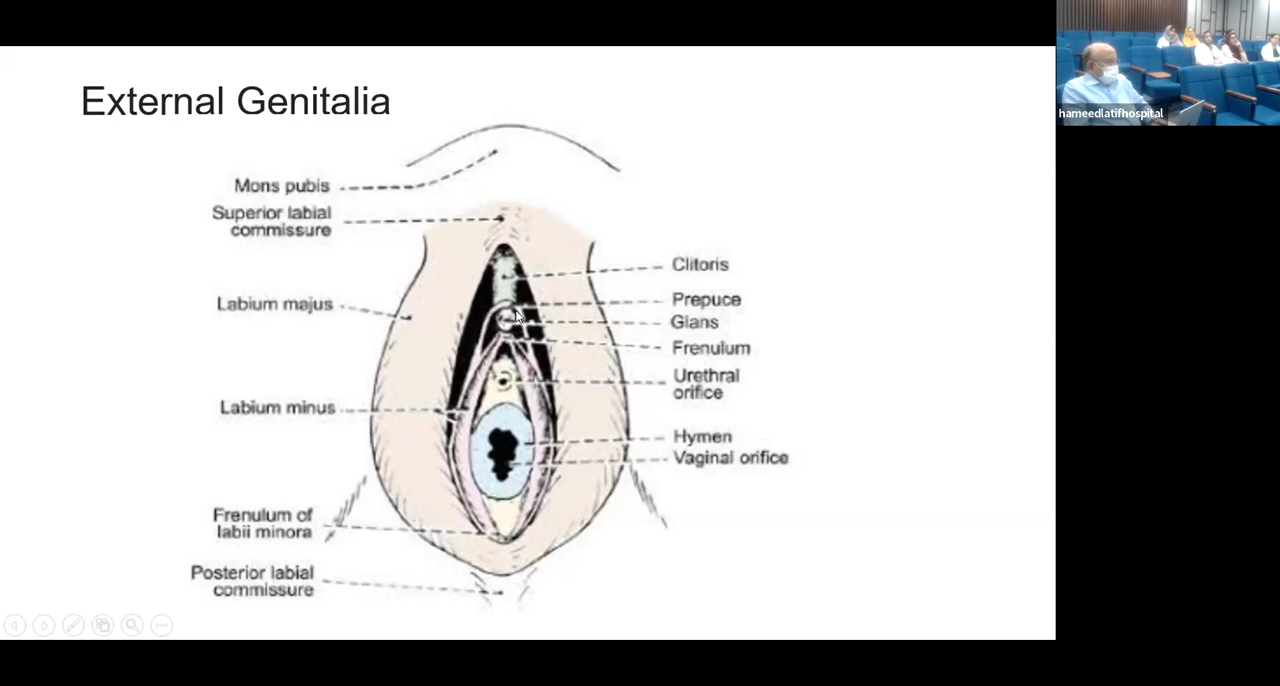 External Genitalia
hameedlatifhospital
Mons pubis
Superior labial
commissure
Labium majus
Labium minus
Frenulum of
labii minora
Posterior labial
commissure
Clitoris
Prepuce
Glans
Frenulum
Urethral
orifice
Hymen
Vaginal orifice